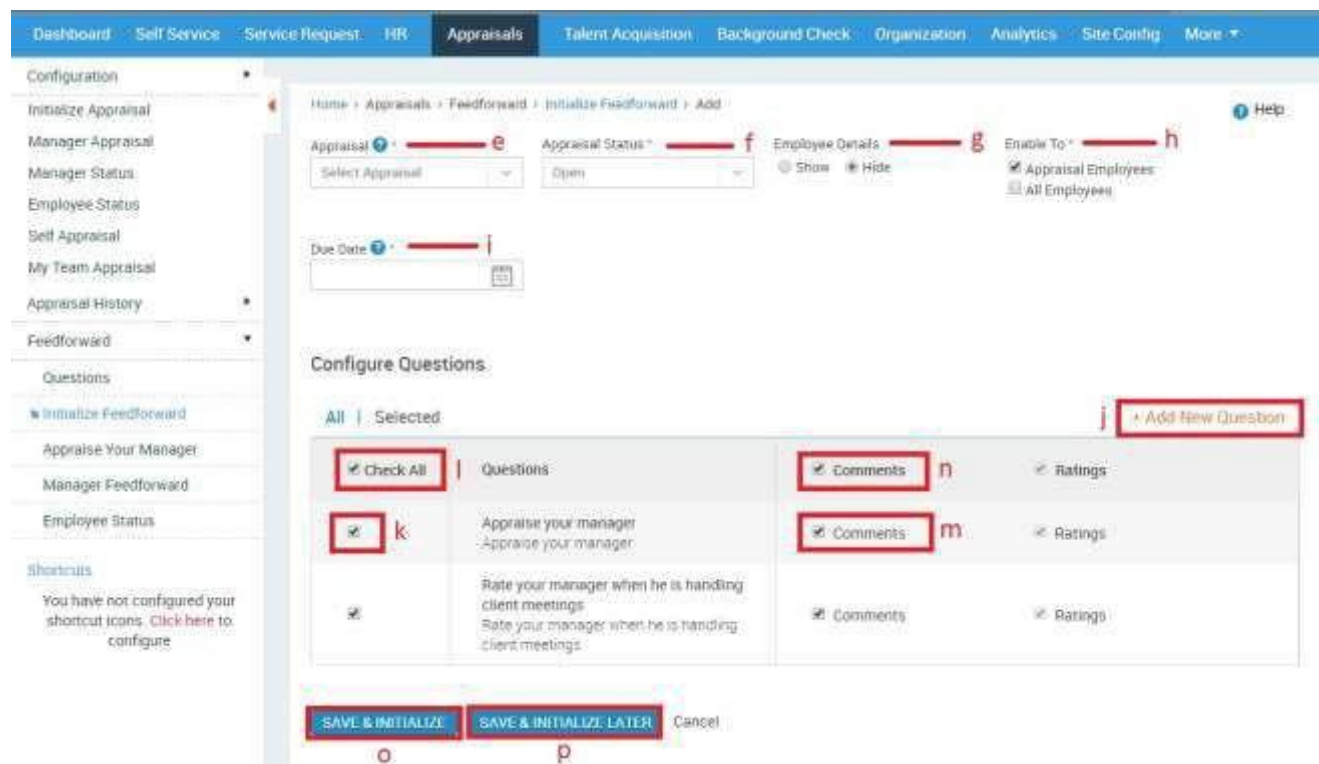 Dashboard Self Service Service Request HR Appraisals Talent Acquisition Background Check Organization Analytics Site Config More
Configuration
Initialize Appraisal
Manager Appraisal
Manager Status
Employee Status
Self Appraisal
My Team Appraisal
Appraisal History
Feedforward
Questions
Initialize Feedforward
Appraise Your Manager
Manager Feedforward
Employee Status
Shortcuts
You have not configured your
shortcut icons. Click here to
configure
Home › Appraisals › Feedforward › Initialize Feedforward › Add
? Help
Appraisal ? * e Appraisal Status * f Employee Details g Enable To * h
Select Appraisal Open Show Hide Appraisal Employees
All Employees
Due Date ? * i
Configure Questions
All | Selected j + Add New Question
Check All l Questions Comments n Ratings
k Appraise your manager Comments m Ratings
Appraise your manager
Rate your manager when he is handling
client meetings Comments Ratings
Rate your manager when he is handling
client meetings
SAVE & INITIALIZE SAVE & INITIALIZE LATER Cancel
o p